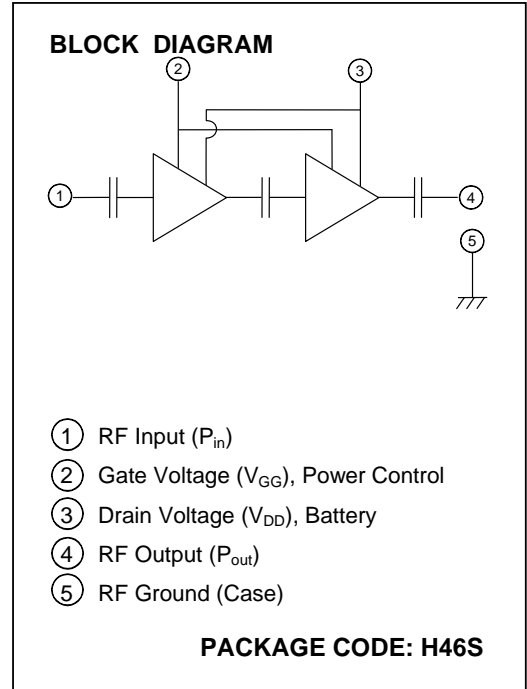 BLOCK DIAGRAM
2
3
1
4
5
1 RF Input (Pin)
2 Gate Voltage (VGG), Power Control
3 Drain Voltage (VDD), Battery
4 RF Output (Pout)
5 RF Ground (Case)
PACKAGE CODE: H46S